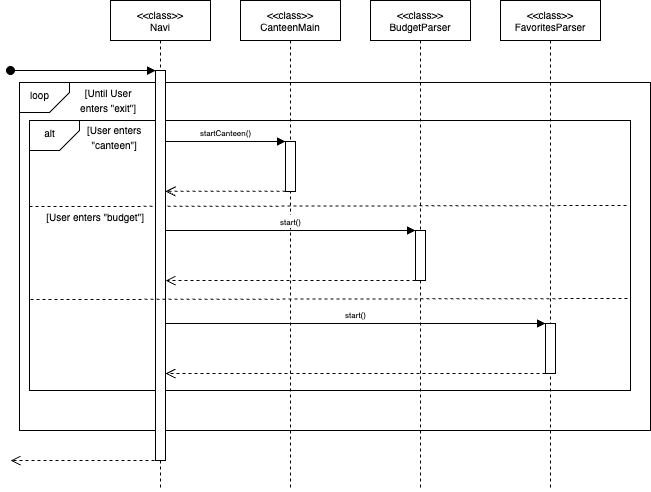 <<class>>
Navi
<<class>>
CanteenMain
<<class>>
BudgetParser
<<class>>
FavoritesParser
loop
[Until User
enters "exit"]
alt
[User enters
"canteen"]
startCanteen()
[User enters "budget"]
start()
start()